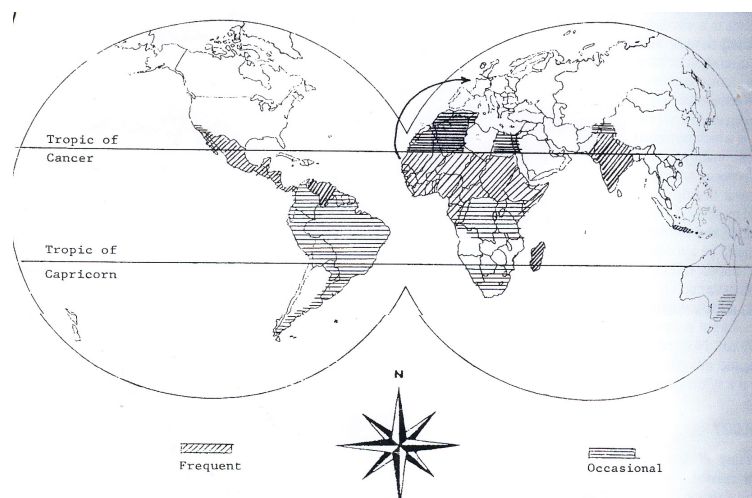 Tropic of
Cancer
Tropic of
Capricorn
N
Frequent
Occasional